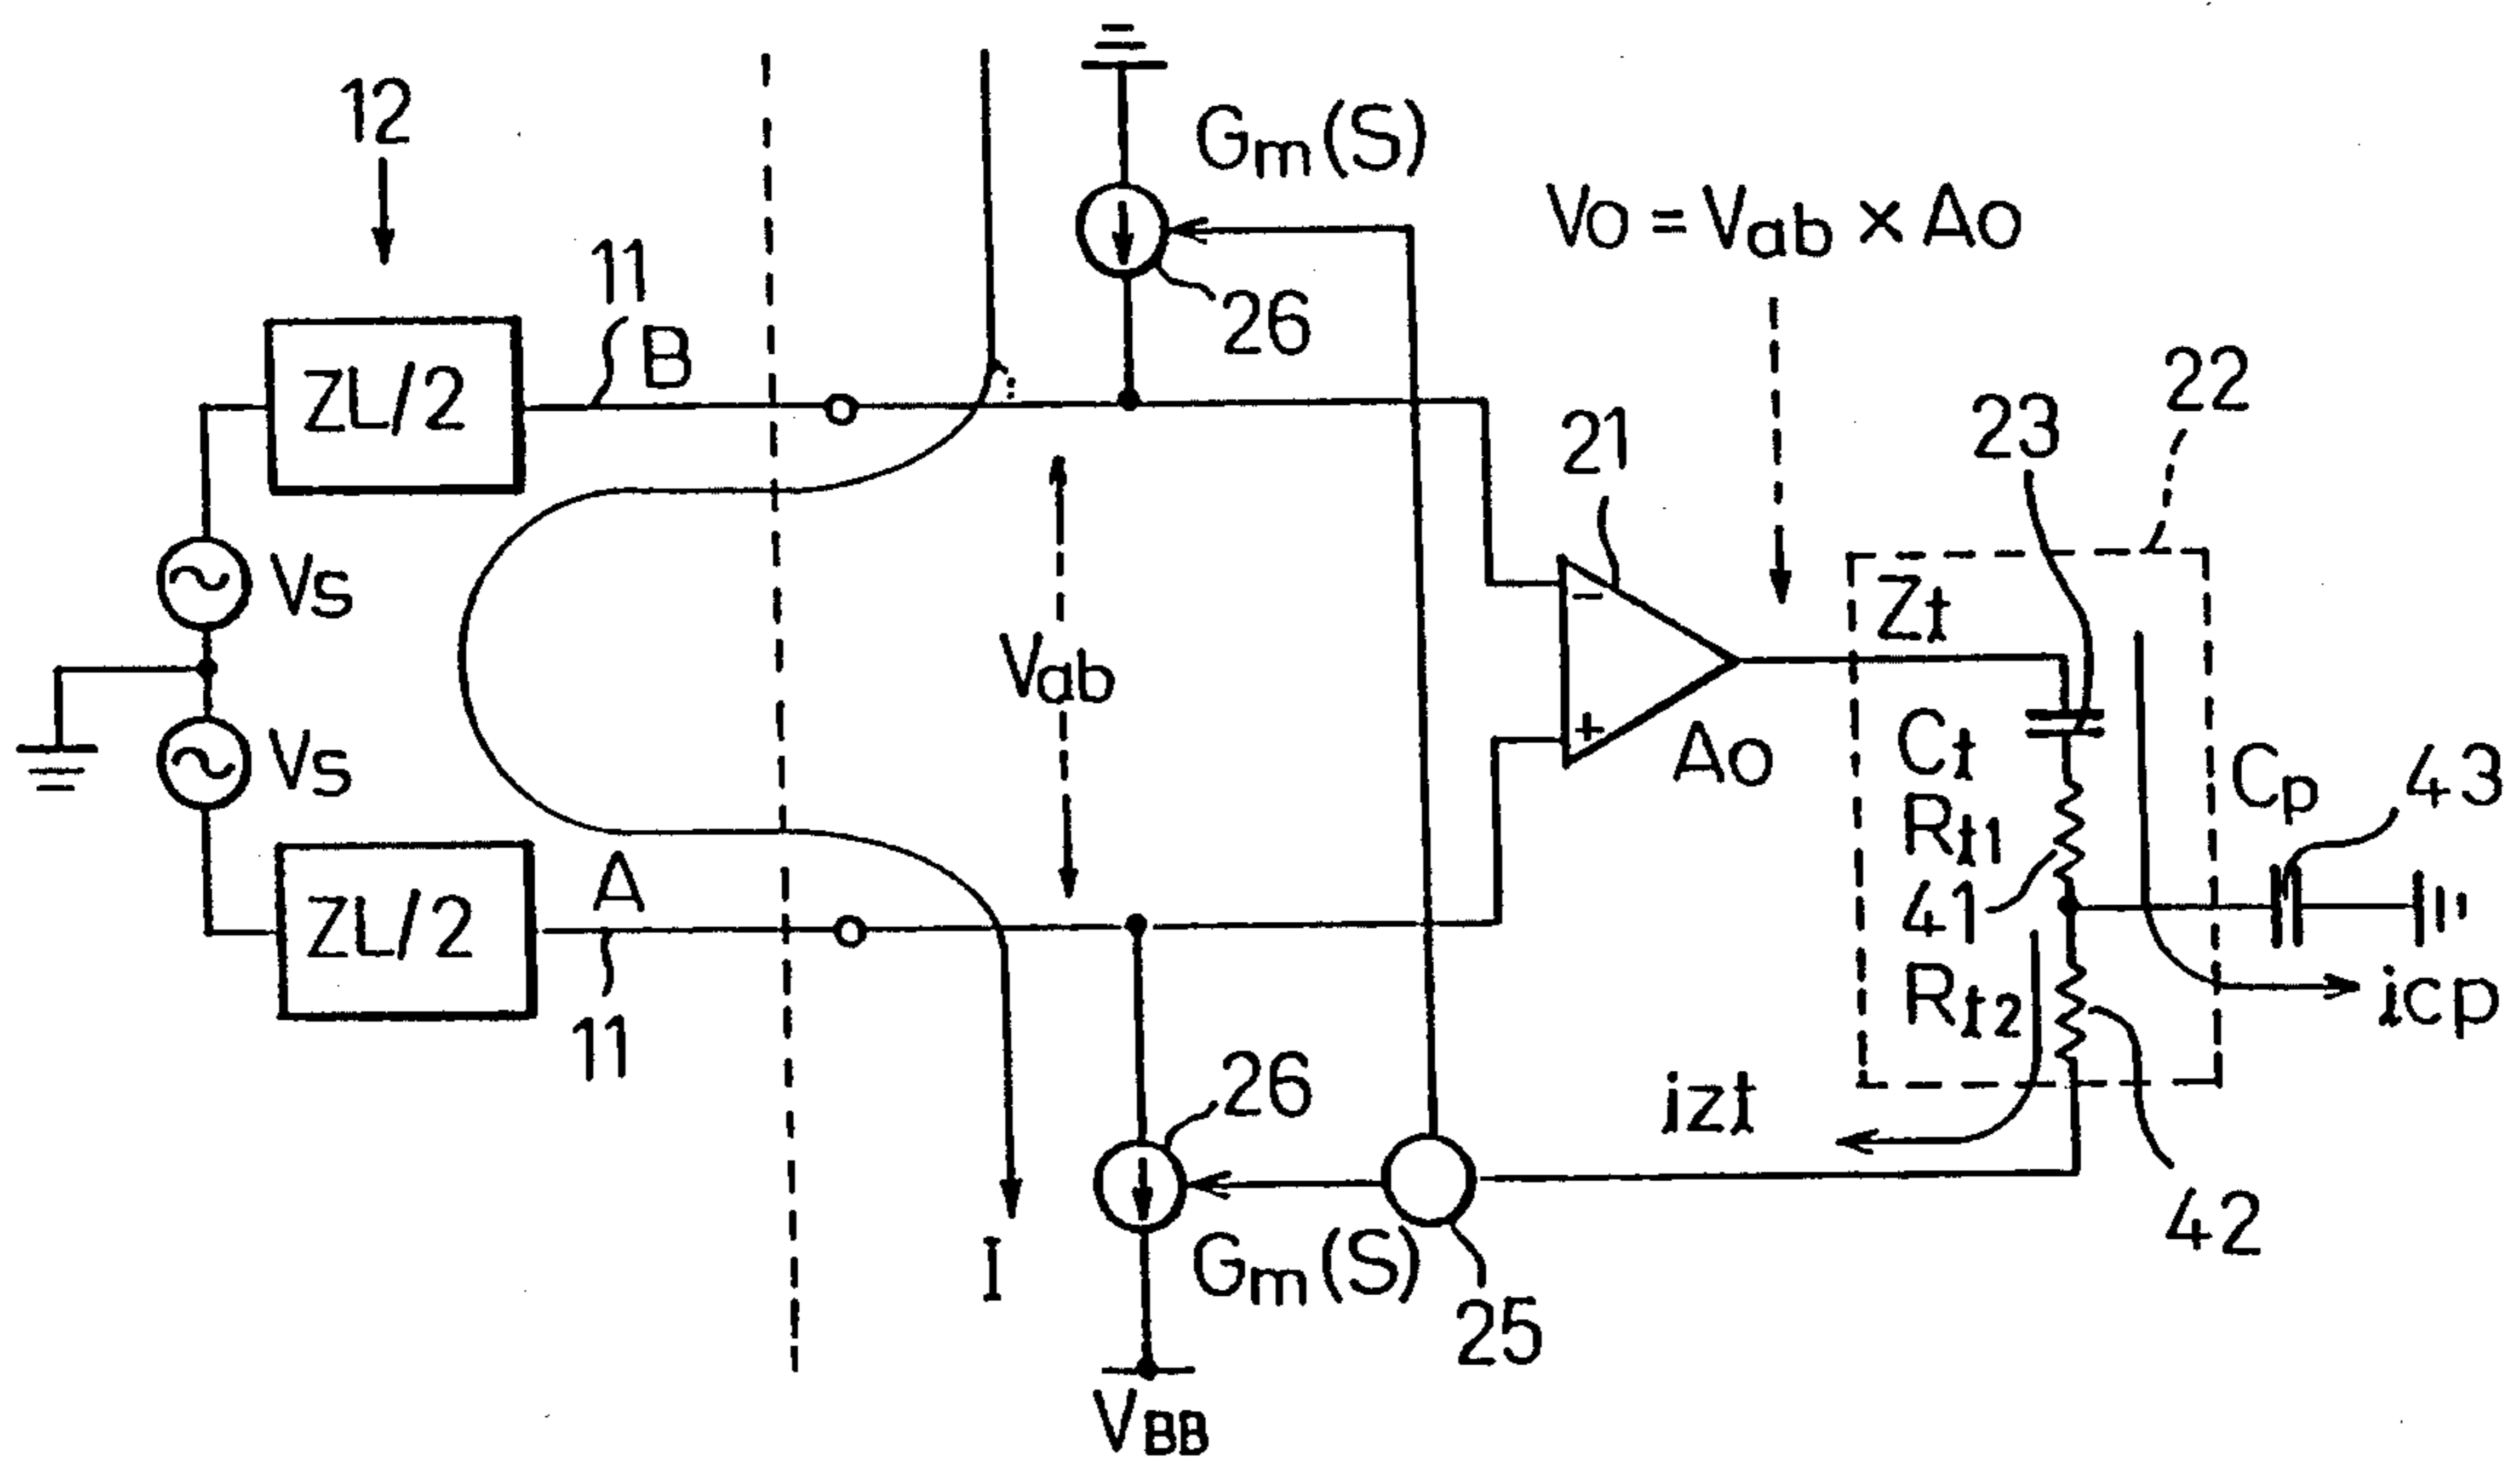 12
Gm(S)
Vo = Vab × Ao
11
B
26
22
ZL/2
23
21
Vs
Zt
Vab
Vs
Ao
Ct
Cp
43
Rt1
A
ZL/2
41
Rt2
icp
11
26
izt
42
I
Gm(S)
25
VBB
-
+